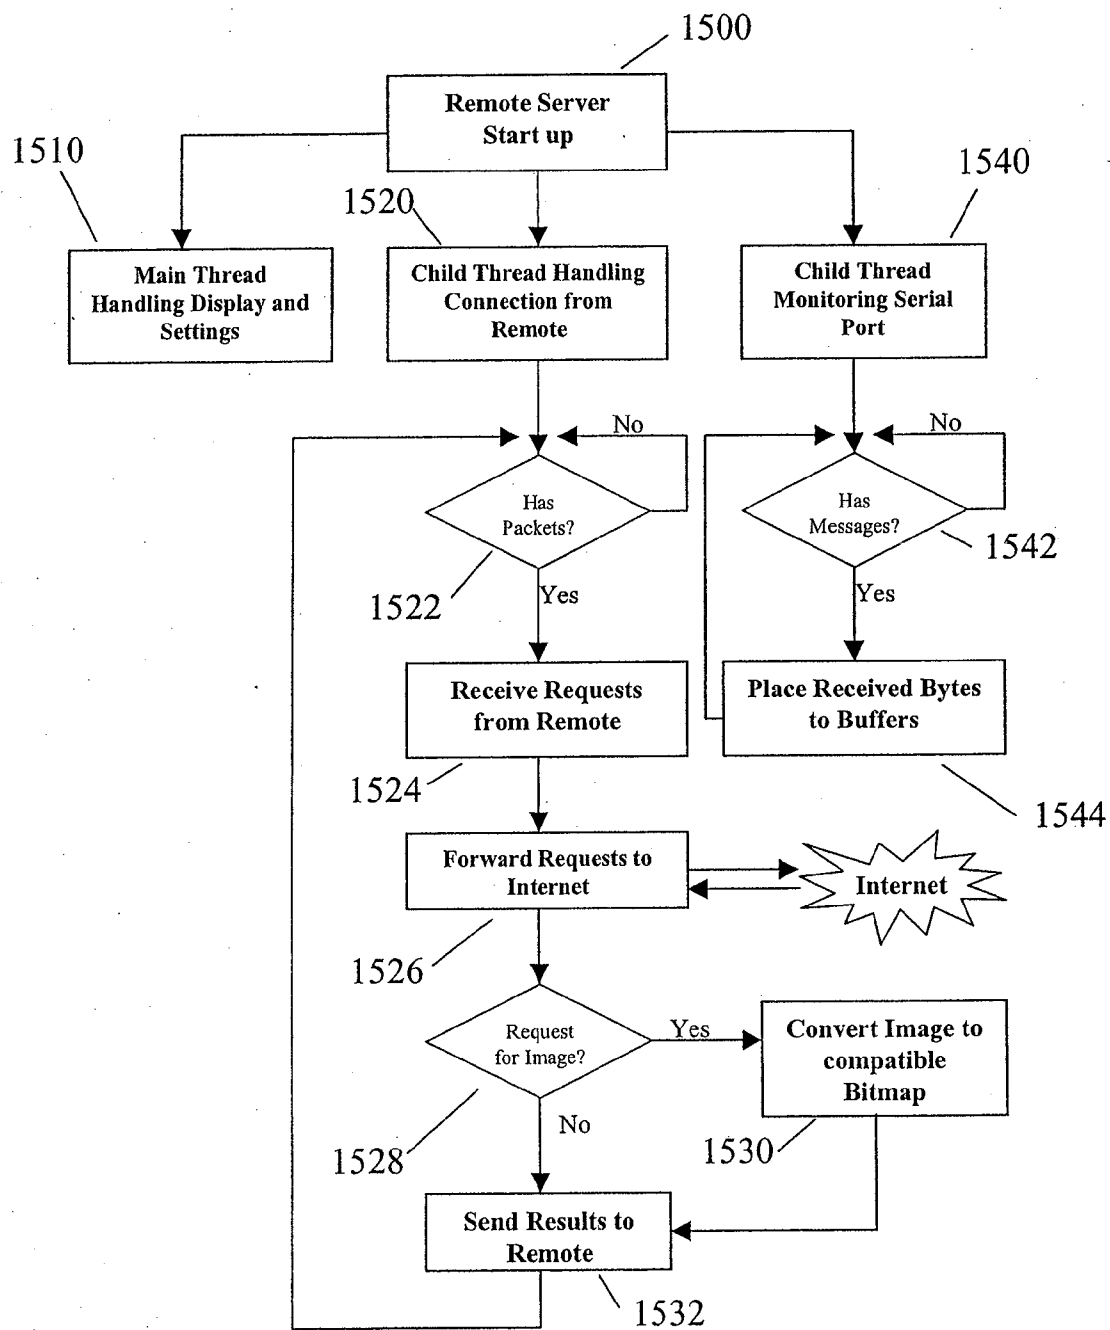 1500
Remote Server
Start up
1510
1520
1540
Main Thread
Handling Display and
Settings
Child Thread Handling
Connection from
Remote
Child Thread
Monitoring Serial
Port
No
No
Has
Packets?
Has
Messages?
1522
1542
Yes
Yes
Receive Requests
from Remote
Place Received Bytes
to Buffers
1524
1544
Forward Requests to
Internet
Internet
1526
Request
for Image?
Yes
Convert Image to
compatible
Bitmap
No
1528
1530
Send Results to
Remote
1532